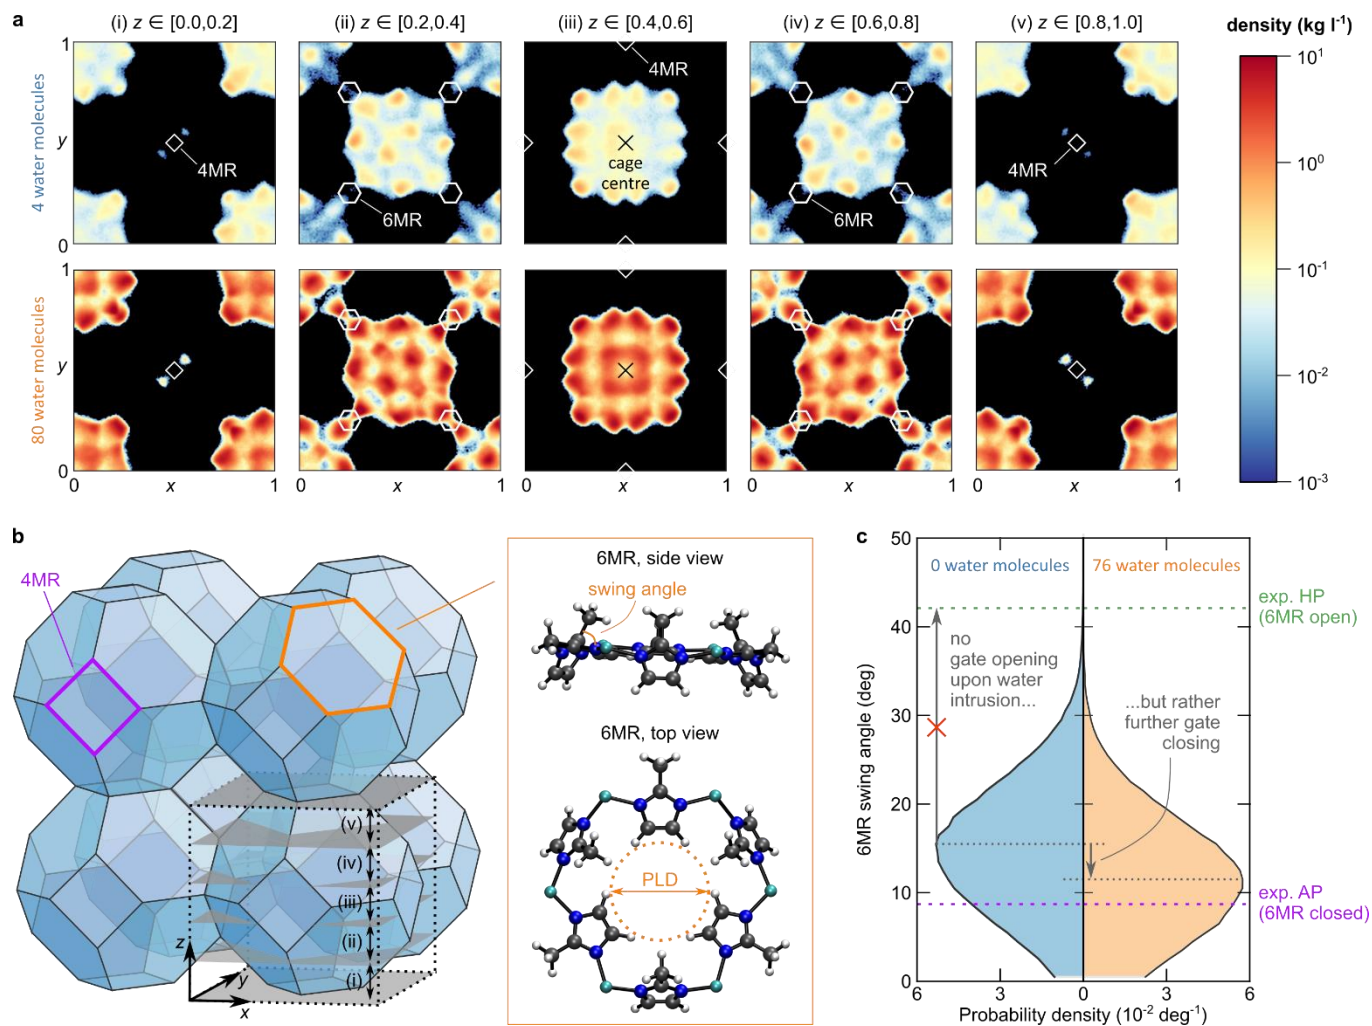 a
(i) z ∈ [0.0,0.2]
(ii) z ∈ [0.2,0.4]
(iii) z ∈ [0.4,0.6]
(iv) z ∈ [0.6,0.8]
(v) z ∈ [0.8,1.0]
density (kg l⁻¹)
4 water molecules
1
y
0
4MR
6MR
4MR
cage
centre
6MR
4MR
10¹
10⁰
10⁻¹
10⁻²
10⁻³
80 water molecules
1
y
0
0
x
1
0
x
1
0
x
1
0
x
1
0
x
1
b
4MR
(v)
(iv)
(iii)
(ii)
(i)
z
y
x
6MR, side view
swing angle
6MR, top view
PLD
c
50
40
30
20
10
0
6MR swing angle (deg)
0 water molecules
76 water molecules
no
gate opening
upon water
intrusion...
...but rather
further gate
closing
exp. HP
(6MR open)
exp. AP
(6MR closed)
6
3
0
3
6
Probability density (10⁻² deg⁻¹)